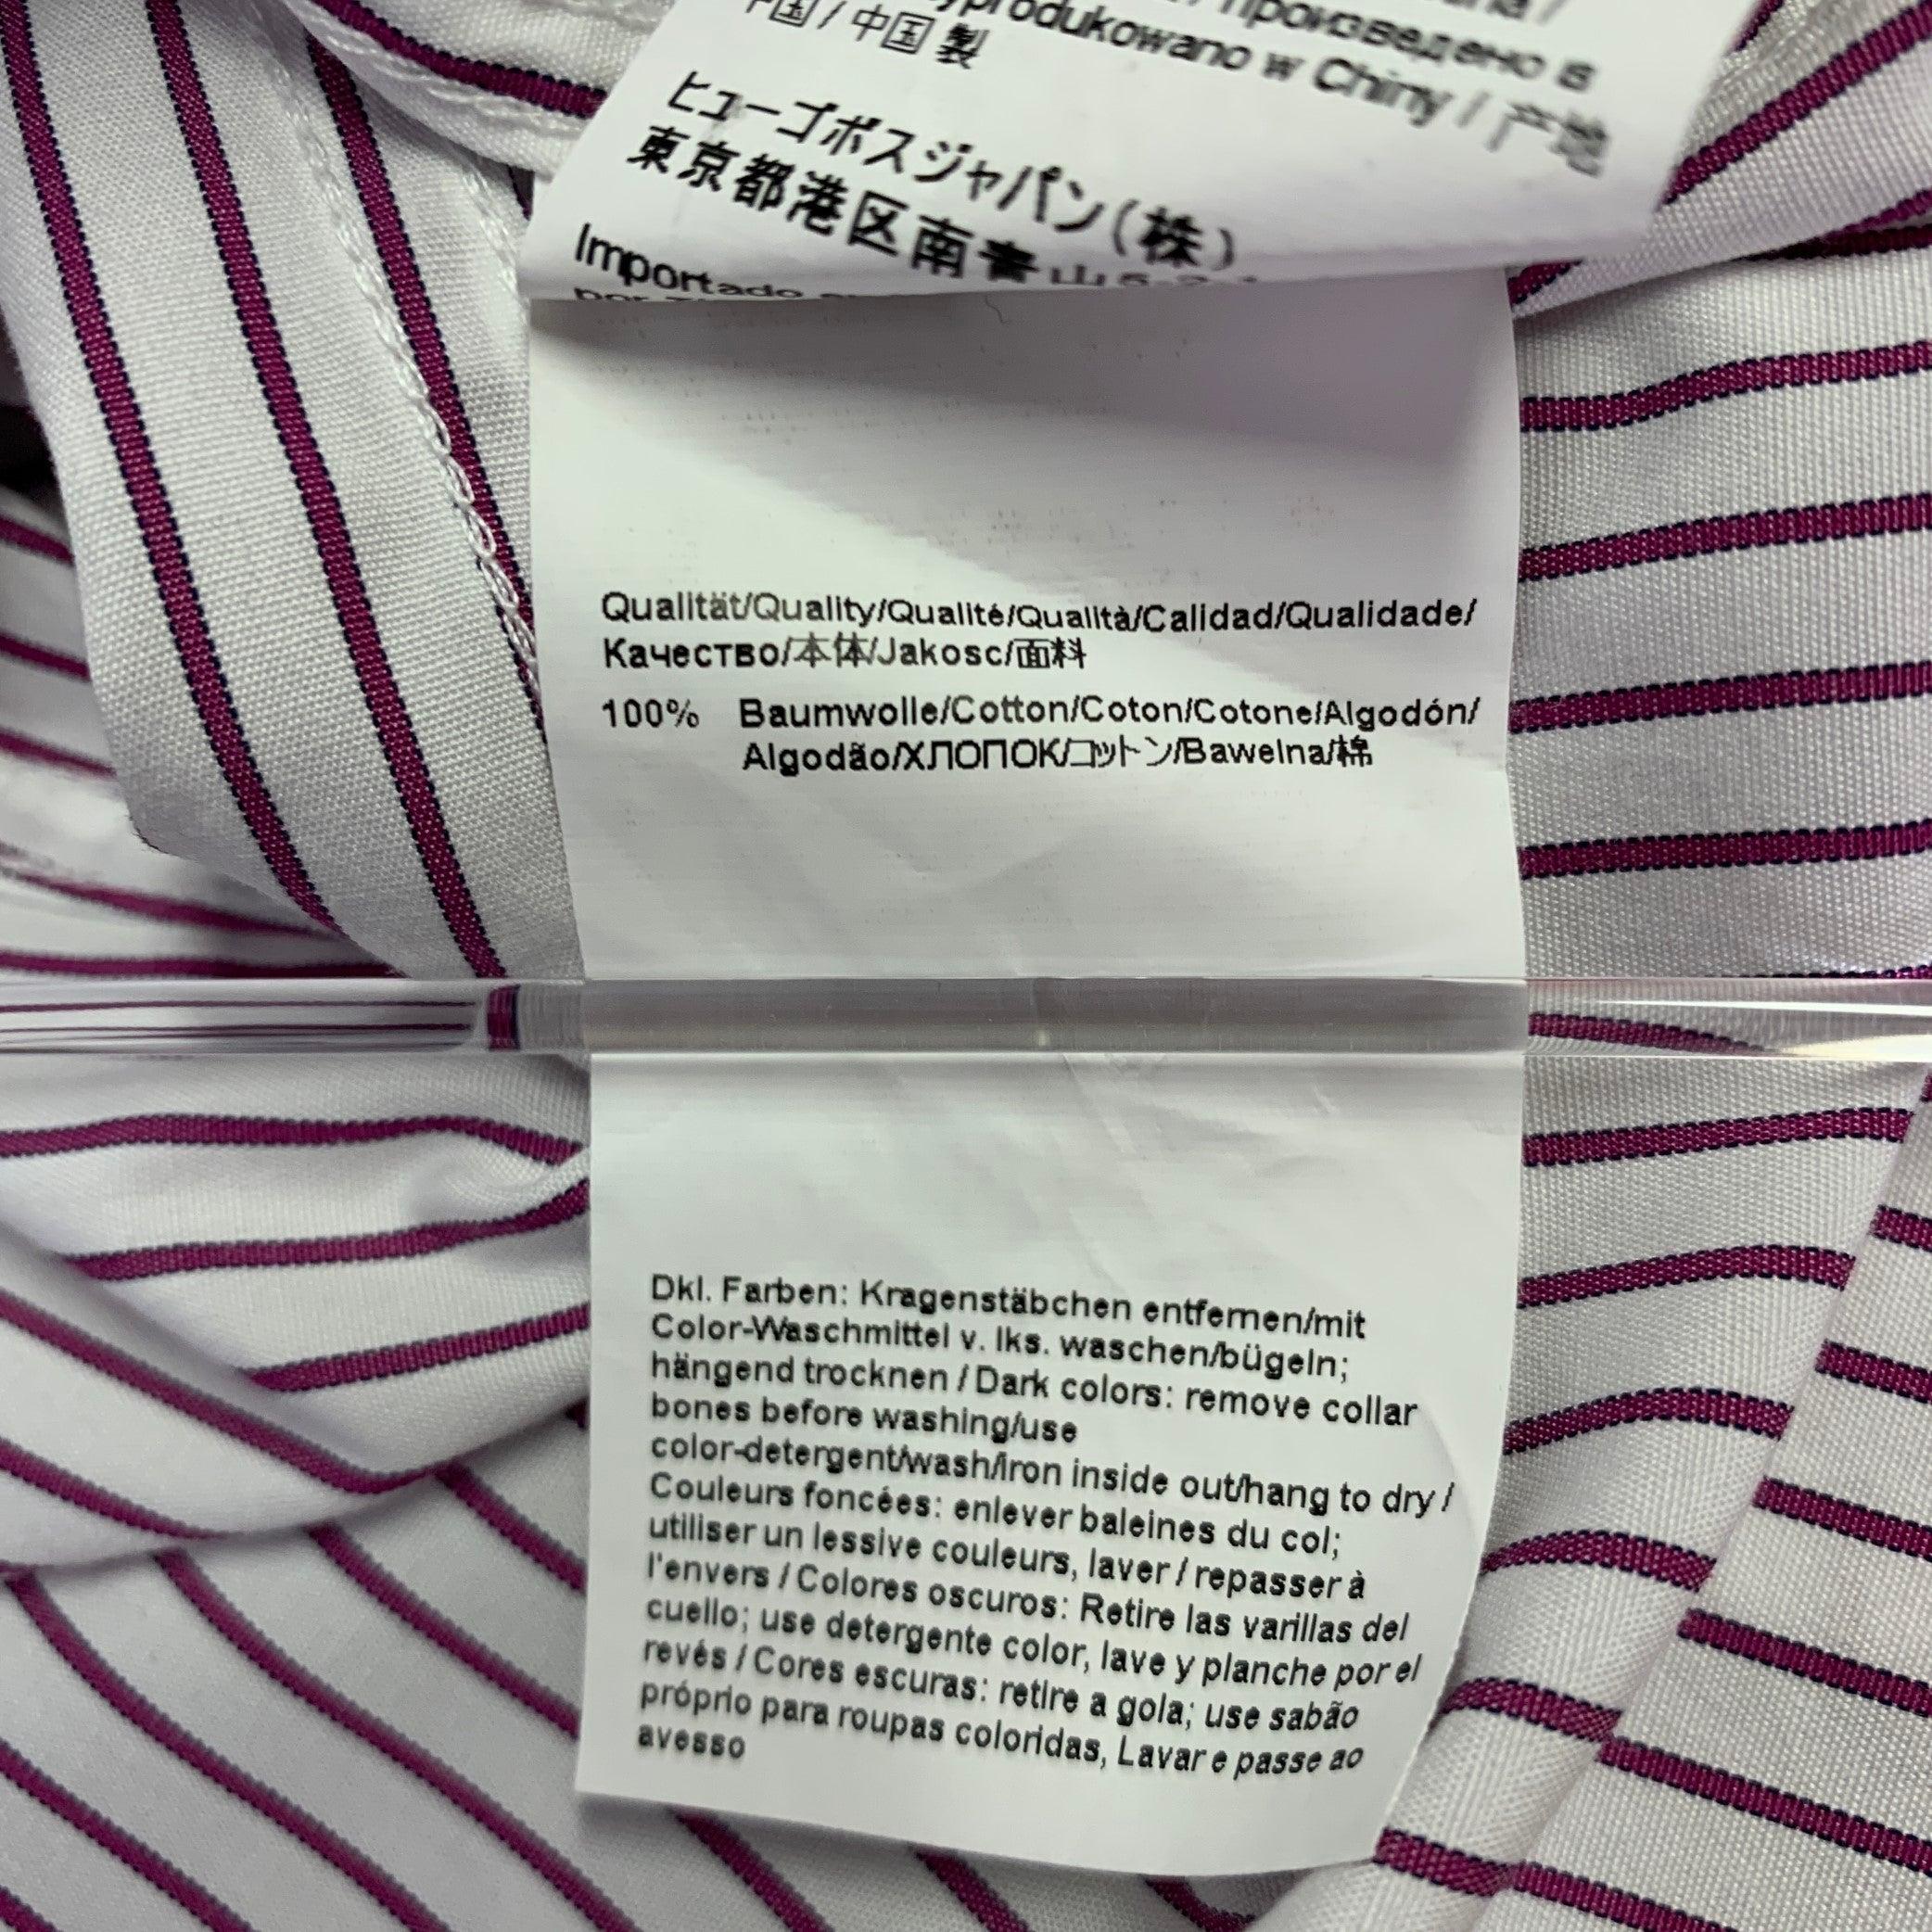 произведено в
produkowano w Chiny / 产地
中国 / 中国 製
ヒューゴボスジャパン(株)
東京都港区南青山
Importado
Qualität/Quality/Qualité/Qualità/Calidad/Qualidade/
Качество/本体/Jakosc/面料
100% Baumwolle/Cotton/Coton/Cotone/Algodón/
Algodão/ХЛОПОК/コットン/Bawelna/棉
Dkl. Farben: Kragenstäbchen entfernen/mit
Color-Waschmittel v. lks. waschen/bügeln;
hängend trocknen / Dark colors: remove collar
bones before washing/use
color-detergent/wash/iron inside out/hang to dry /
Couleurs foncées: enlever baleines du col;
utiliser un lessive couleurs, laver / repasser à
l'envers / Colores oscuros: Retire las varillas del
cuello; use detergente color, lave y planche por el
revés / Cores escuras: retire a gola; use sabão
próprio para roupas coloridas, Lavar e passe ao
avesso